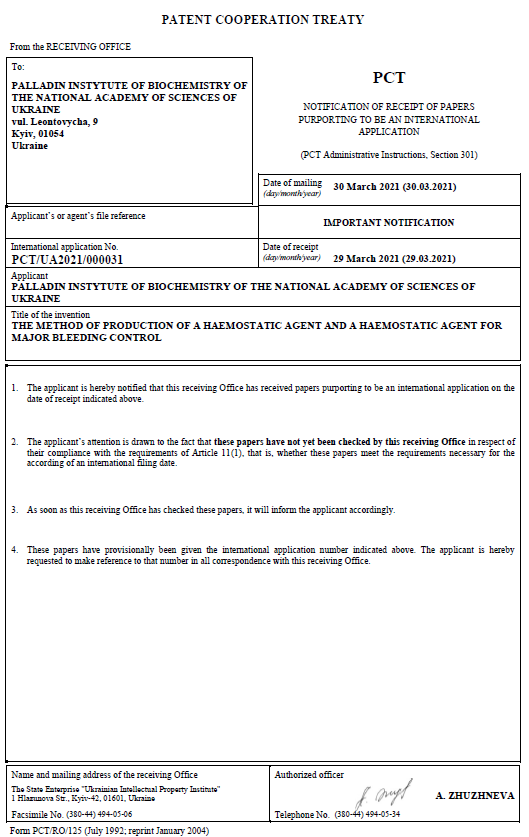 PATENT COOPERATION TREATY
From the RECEIVING OFFICE
To:
PALLADIN INSTYTUTE OF BIOCHEMISTRY OF
THE NATIONAL ACADEMY OF SCIENCES OF
UKRAINE
vul. Leontovycha, 9
Kyiv, 01054
Ukraine
PCT
NOTIFICATION OF RECEIPT OF PAPERS
PURPORTING TO BE AN INTERNATIONAL
APPLICATION
(PCT Administrative Instructions, Section 301)
Date of mailing
(day/month/year)
30 March 2021 (30.03.2021)
Applicant's or agent's file reference
IMPORTANT NOTIFICATION
International application No.
PCT/UA2021/000031
Date of receipt
(day/month/year)
29 March 2021 (29.03.2021)
Applicant
PALLADIN INSTYTUTE OF BIOCHEMISTRY OF THE NATIONAL ACADEMY OF SCIENCES OF
UKRAINE
Title of the invention
THE METHOD OF PRODUCTION OF A HAEMOSTATIC AGENT AND A HAEMOSTATIC AGENT FOR
MAJOR BLEEDING CONTROL
1. The applicant is hereby notified that this receiving Office has received papers purporting to be an international application on the
date of receipt indicated above.
2. The applicant's attention is drawn to the fact that these papers have not yet been checked by this receiving Office in respect of
their compliance with the requirements of Article 11(1), that is, whether these papers meet the requirements necessary for the
according of an international filing date.
3. As soon as this receiving Office has checked these papers, it will inform the applicant accordingly.
4. These papers have provisionally been given the international application number indicated above. The applicant is hereby
requested to make reference to that number in all correspondence with this receiving Office.
Name and mailing address of the receiving Office
The State Enterprise "Ukrainian Intellectual Property Institute"
1 Hlazunova Str., Kyiv-42, 01601, Ukraine
Facsimile No. (380-44) 494-05-06
Authorized officer
A. ZHUZHNEVA
Telephone No. (380-44) 494-05-34
Form PCT/RO/125 (July 1992; reprint January 2004)